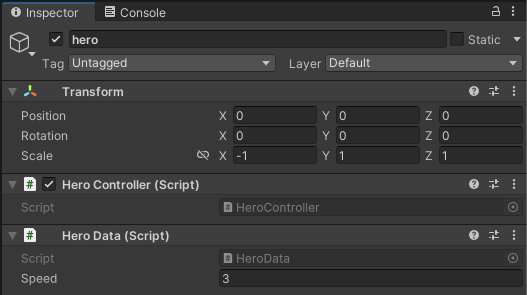 Inspector Console
hero Static
Tag Untagged Layer Default
Transform
Position X 0 Y 0 Z 0
Rotation X 0 Y 0 Z 0
Scale X -1 Y 1 Z 1
Hero Controller (Script)
Script HeroController
Hero Data (Script)
Script HeroData
Speed 3